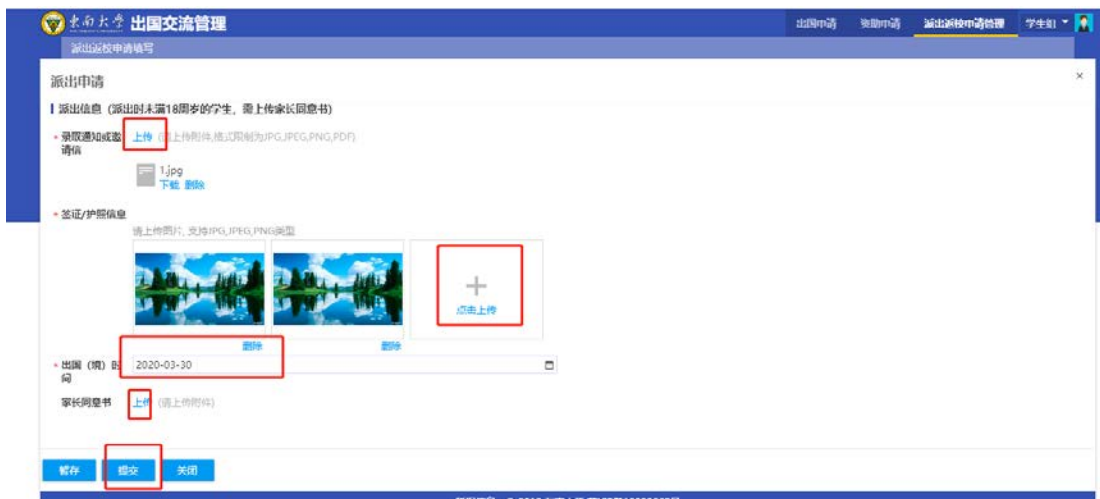 东南大学 出国交流管理
出国申请 资助申请 派出返校申请管理 学生组
派出返校申请填写
派出申请 ×
派出信息（派出时未满18周岁的学生，需上传家长同意书）
* 录取通知或邀请信 上传 (请上传附件,格式限制为JPG,JPEG,PNG,PDF)
1.jpg
下载 删除
* 签证/护照信息
请上传图片, 支持JPG,JPEG,PNG类型
点击上传
删除 删除
* 出国（境）时间 2020-03-30
家长同意书 上传 (请上传附件)
暂存 提交 关闭